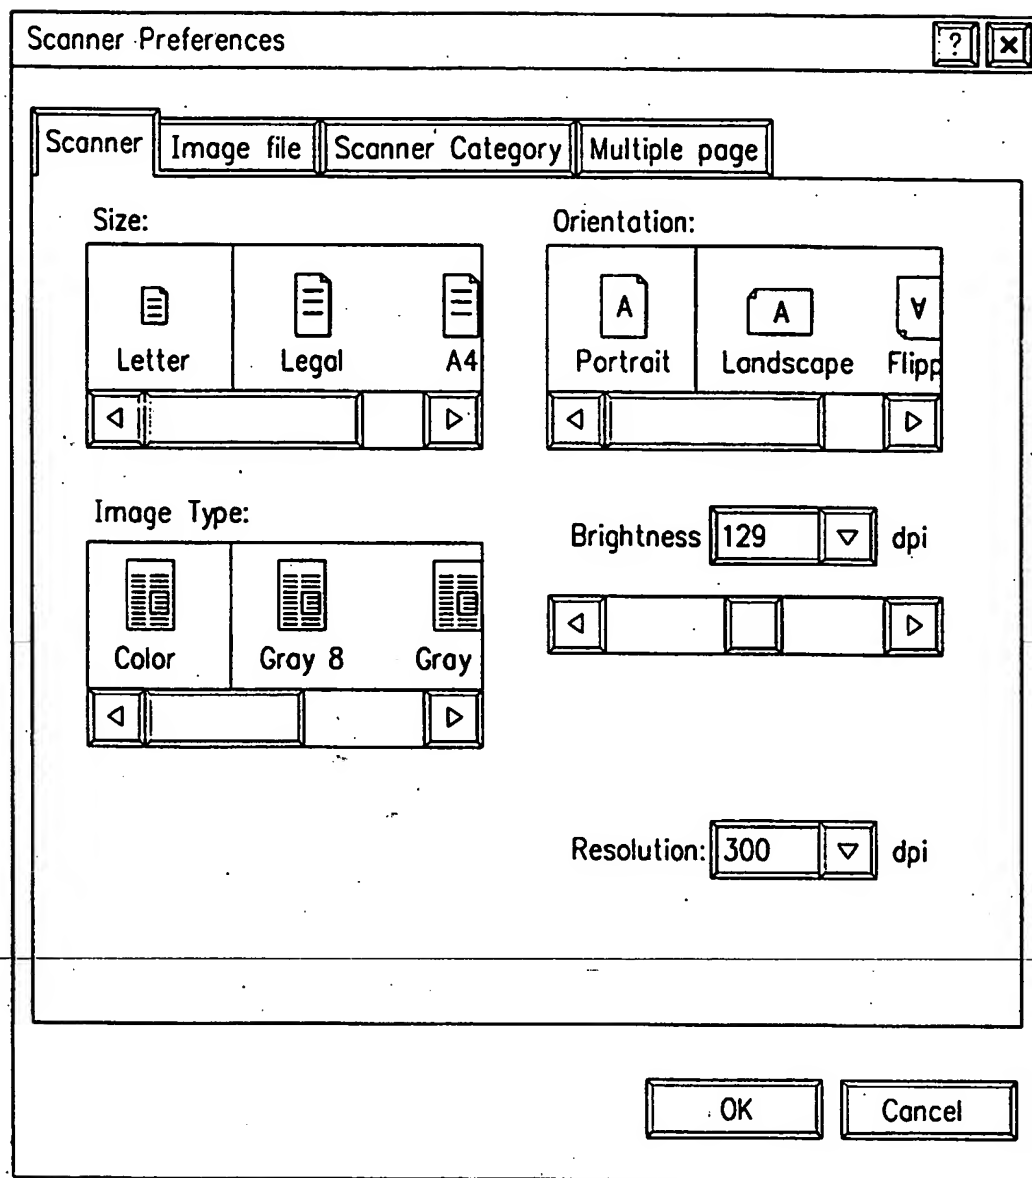 Scanner Preferences ?
Scanner Image file Scanner Category Multiple page
Size:
Letter Legal A4
Orientation:
A A A
Portrait Landscape Flipp
Image Type:
Color Gray 8 Gray
Brightness 129 dpi
Resolution: 300 dpi
OK Cancel